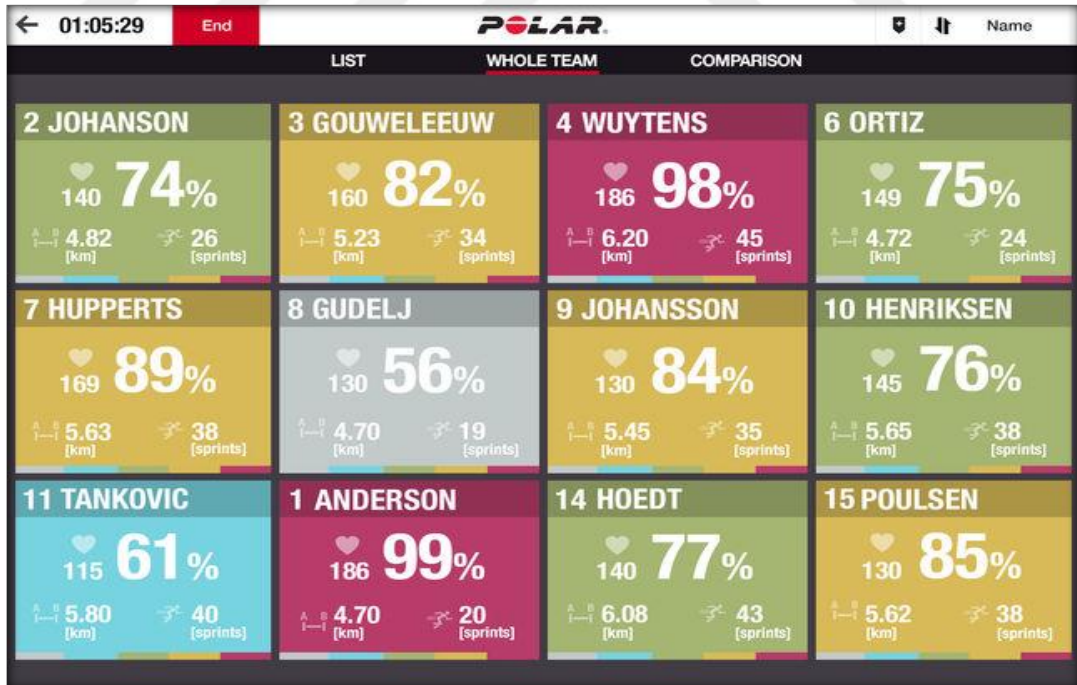 01:05:29 End POLAR Name
LIST WHOLE TEAM COMPARISON
2 JOHANSON
140 74%
A B 4.82 [km] 26 [sprints]
3 GOUWELEEUW
160 82%
A B 5.23 [km] 34 [sprints]
4 WUYTENS
186 98%
A B 6.20 [km] 45 [sprints]
6 ORTIZ
149 75%
A B 4.72 [km] 24 [sprints]
7 HUPPERTS
169 89%
A B 5.63 [km] 38 [sprints]
8 GUDELJ
130 56%
A B 4.70 [km] 19 [sprints]
9 JOHANSSON
130 84%
A B 5.45 [km] 35 [sprints]
10 HENRIKSEN
145 76%
A B 5.65 [km] 38 [sprints]
11 TANKOVIC
115 61%
A B 5.80 [km] 40 [sprints]
1 ANDERSON
186 99%
A B 4.70 [km] 20 [sprints]
14 HOEDT
140 77%
A B 6.08 [km] 43 [sprints]
15 POULSEN
130 85%
A B 5.62 [km] 38 [sprints]